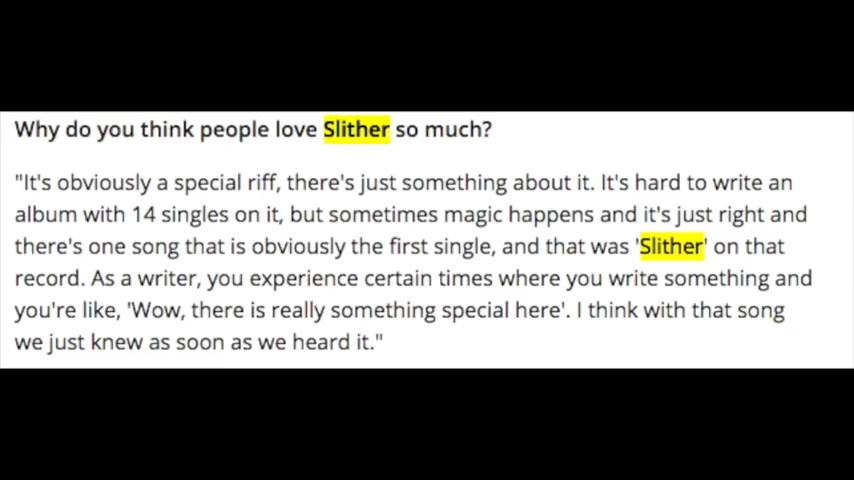 Why do you think people love Slither so much?
"It's obviously a special riff, there's just something about it. It's hard to write an
album with 14 singles on it, but sometimes magic happens and it's just right and
there's one song that is obviously the first single, and that was 'Slither' on that
record. As a writer, you experience certain times where you write something and
you're like, 'Wow, there is really something special here'. I think with that song
we just knew as soon as we heard it."